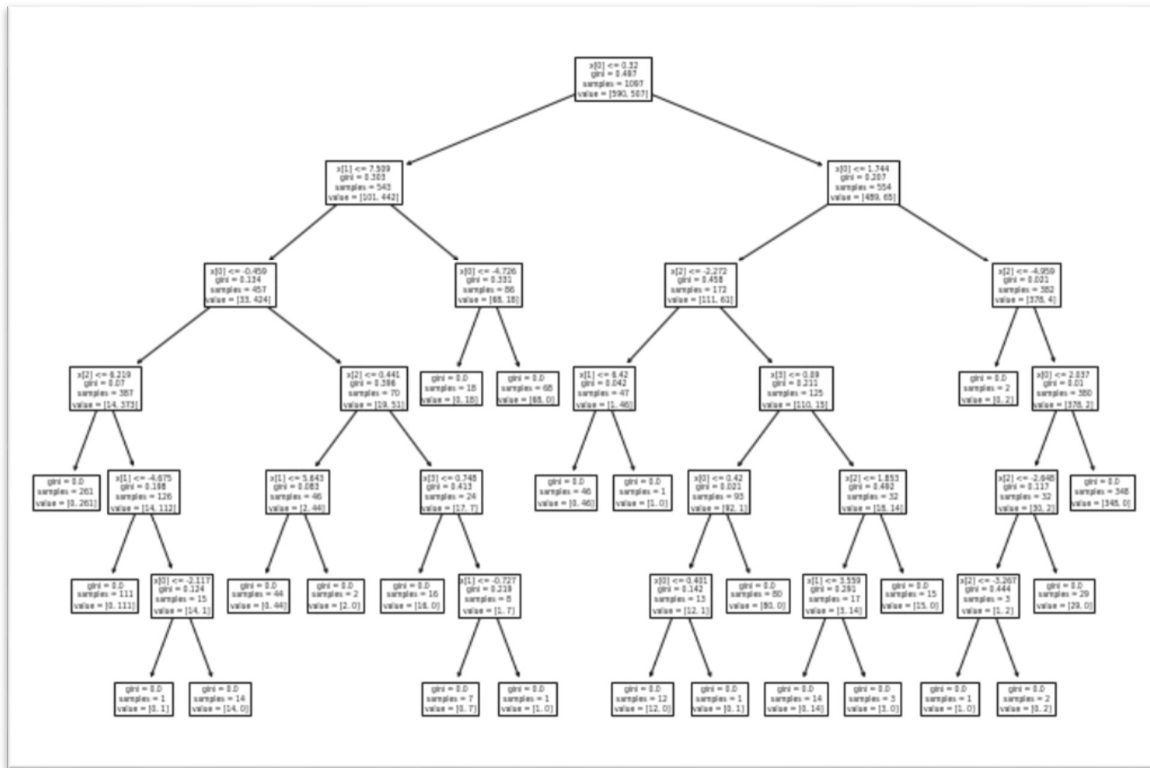 x[0] <= 0.32
gini = 0.497
samples = 1097
value = [590, 507]
x[1] <= 7.509
gini = 0.303
samples = 543
value = [101, 442]
x[0] <= 1.744
gini = 0.207
samples = 554
value = [489, 65]
x[0] <= -0.459
gini = 0.134
samples = 457
value = [33, 424]
x[0] <= -4.726
gini = 0.331
samples = 86
value = [68, 18]
x[2] <= -2.272
gini = 0.458
samples = 172
value = [111, 61]
x[2] <= -4.959
gini = 0.021
samples = 382
value = [378, 4]
x[2] <= 6.219
gini = 0.07
samples = 387
value = [14, 373]
x[2] <= 0.441
gini = 0.396
samples = 70
value = [19, 51]
gini = 0.0
samples = 18
value = [0, 18]
gini = 0.0
samples = 68
value = [68, 0]
x[1] <= 6.42
gini = 0.042
samples = 47
value = [1, 46]
x[3] <= 0.09
gini = 0.211
samples = 125
value = [110, 15]
gini = 0.0
samples = 2
value = [0, 2]
x[0] <= 2.037
gini = 0.01
samples = 380
value = [378, 2]
gini = 0.0
samples = 261
value = [0, 261]
x[1] <= -4.675
gini = 0.198
samples = 126
value = [14, 112]
x[1] <= 5.643
gini = 0.083
samples = 46
value = [2, 44]
x[3] <= 0.748
gini = 0.413
samples = 24
value = [17, 7]
gini = 0.0
samples = 46
value = [0, 46]
gini = 0.0
samples = 1
value = [1, 0]
x[0] <= 0.42
gini = 0.021
samples = 93
value = [92, 1]
x[2] <= 1.853
gini = 0.492
samples = 32
value = [18, 14]
x[2] <= -2.648
gini = 0.117
samples = 32
value = [30, 2]
gini = 0.0
samples = 348
value = [348, 0]
gini = 0.0
samples = 111
value = [0, 111]
x[0] <= -2.117
gini = 0.124
samples = 15
value = [14, 1]
gini = 0.0
samples = 44
value = [0, 44]
gini = 0.0
samples = 2
value = [2, 0]
gini = 0.0
samples = 16
value = [16, 0]
x[1] <= -0.727
gini = 0.219
samples = 8
value = [1, 7]
x[0] <= 0.401
gini = 0.142
samples = 13
value = [12, 1]
gini = 0.0
samples = 80
value = [80, 0]
x[1] <= 3.559
gini = 0.291
samples = 17
value = [3, 14]
gini = 0.0
samples = 15
value = [15, 0]
x[2] <= -3.267
gini = 0.444
samples = 3
value = [1, 2]
gini = 0.0
samples = 29
value = [29, 0]
gini = 0.0
samples = 1
value = [0, 1]
gini = 0.0
samples = 14
value = [14, 0]
gini = 0.0
samples = 7
value = [0, 7]
gini = 0.0
samples = 1
value = [1, 0]
gini = 0.0
samples = 12
value = [12, 0]
gini = 0.0
samples = 1
value = [0, 1]
gini = 0.0
samples = 14
value = [0, 14]
gini = 0.0
samples = 3
value = [3, 0]
gini = 0.0
samples = 1
value = [1, 0]
gini = 0.0
samples = 2
value = [0, 2]